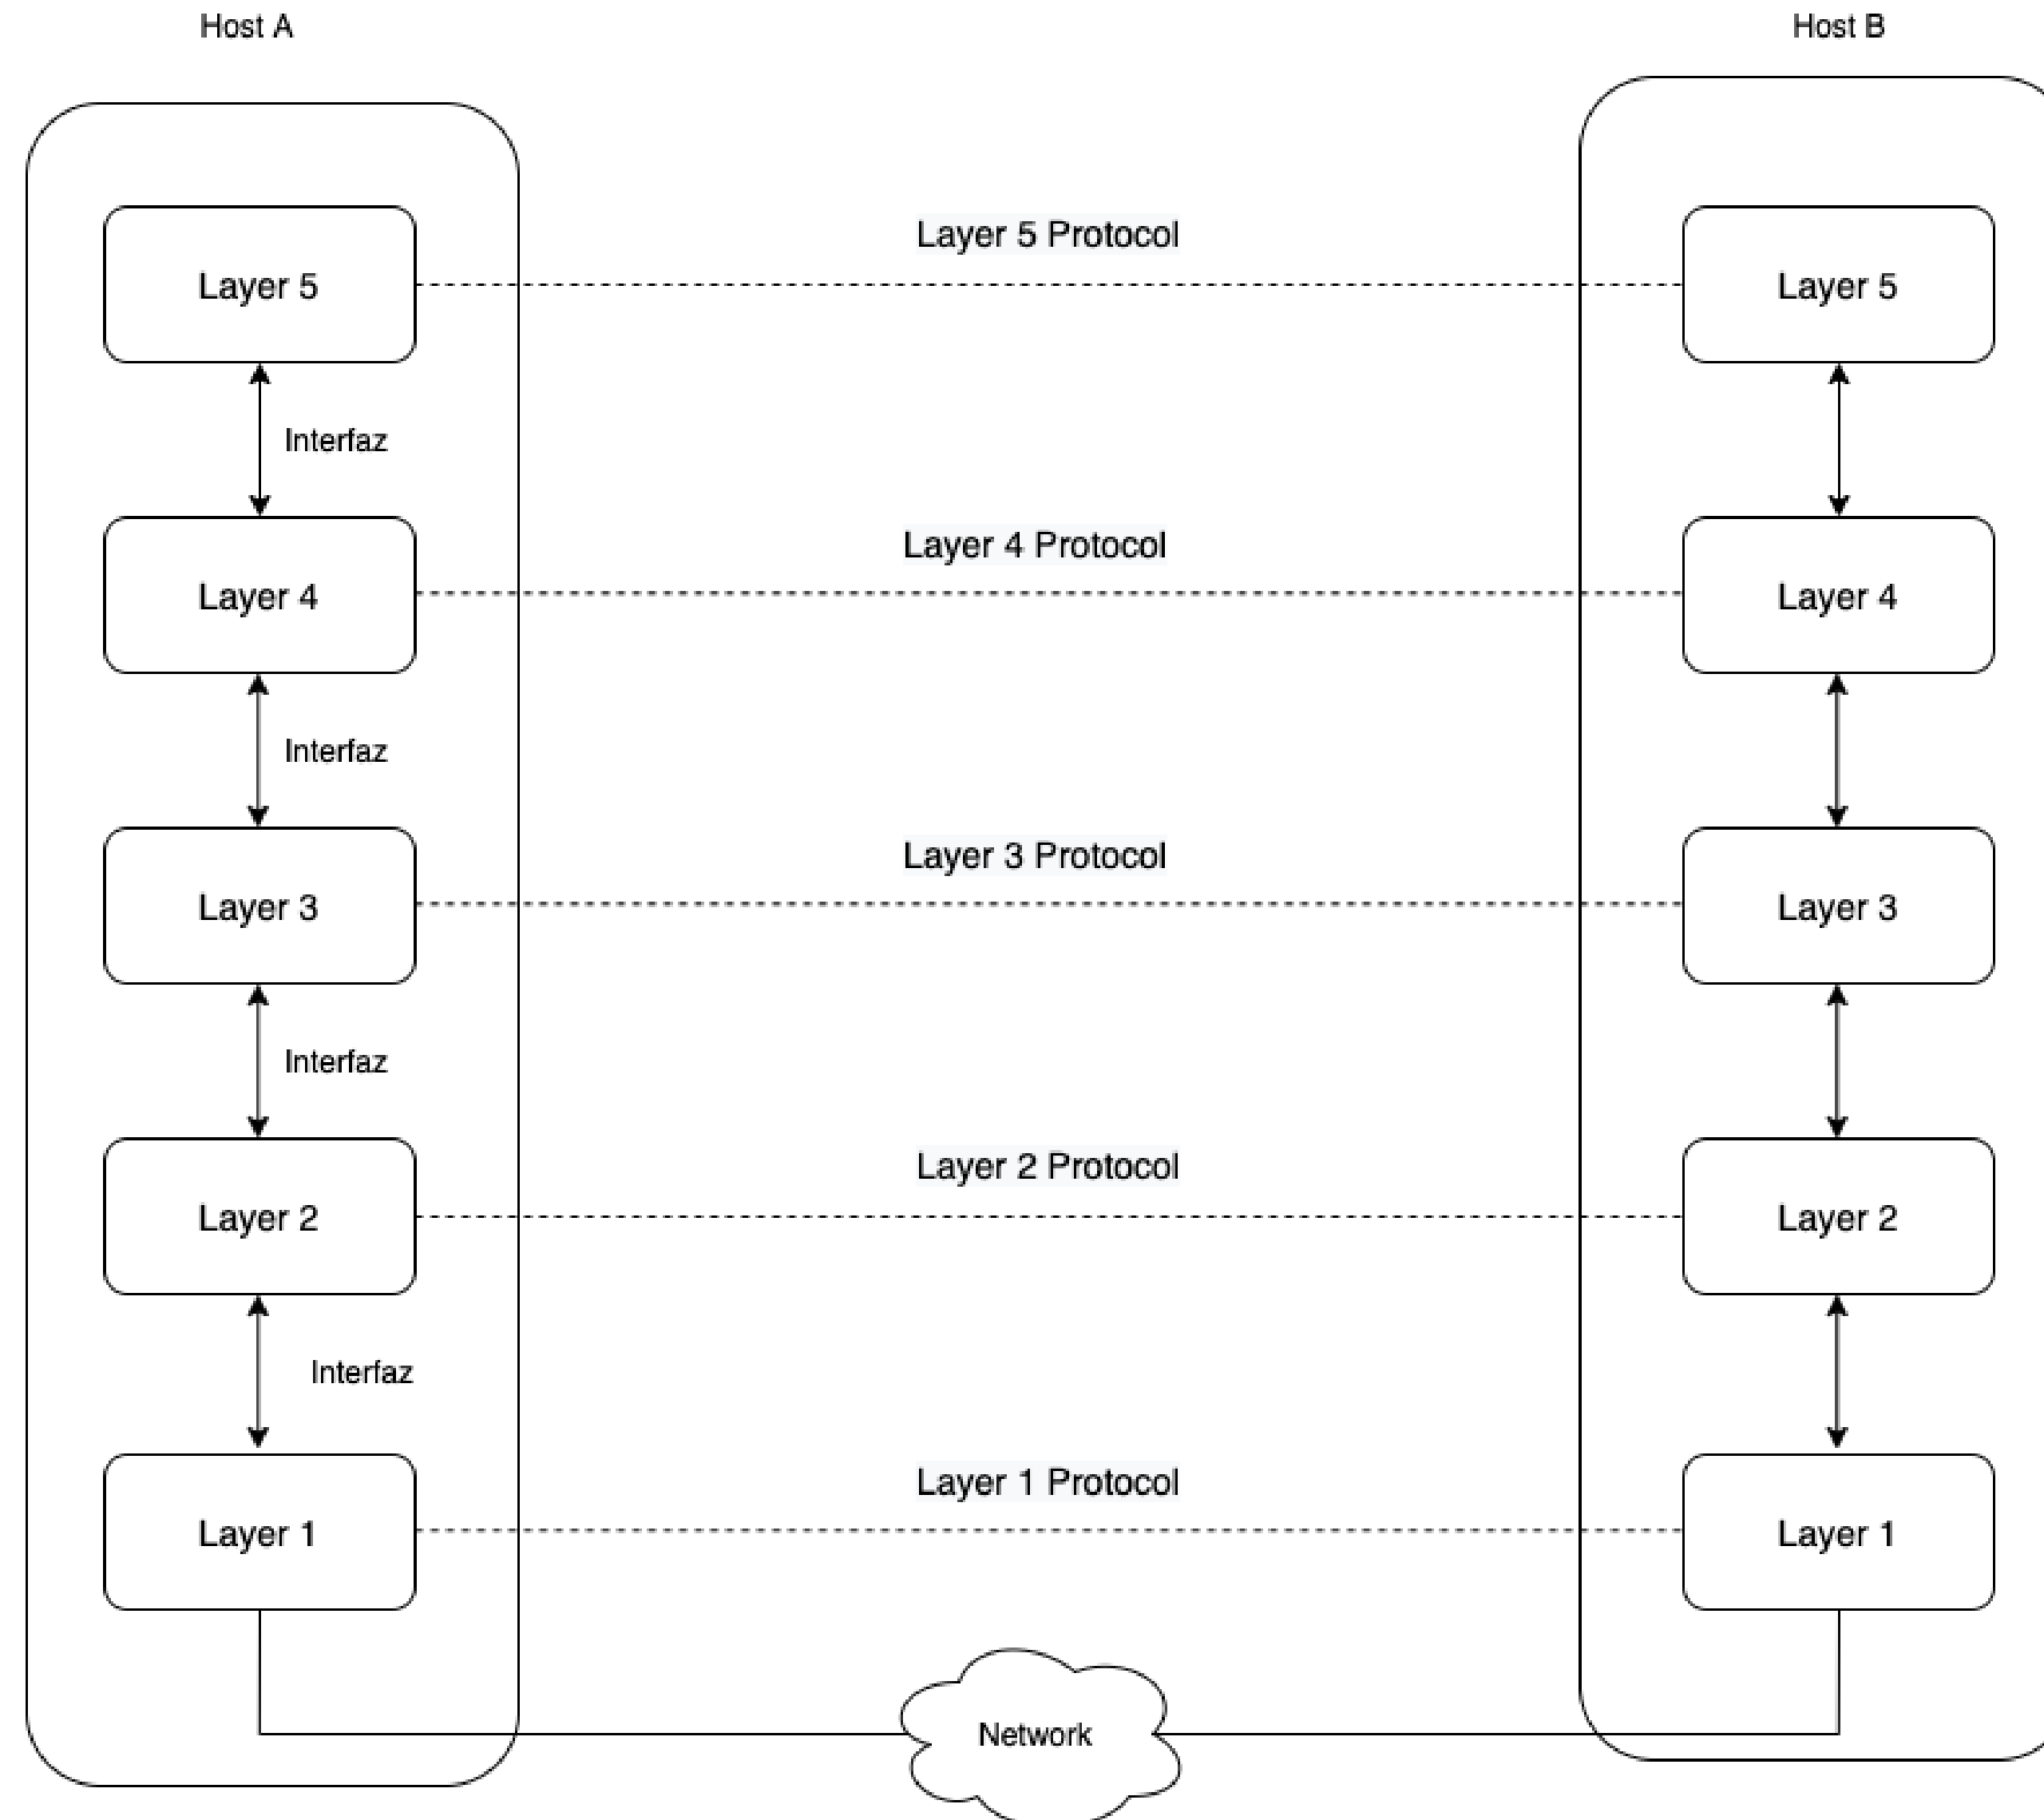 Host A
Host B
Layer 5 Protocol
Layer 5
Layer 5
Interfaz
Layer 4 Protocol
Layer 4
Layer 4
Interfaz
Layer 3 Protocol
Layer 3
Layer 3
Interfaz
Layer 2 Protocol
Layer 2
Layer 2
Interfaz
Layer 1 Protocol
Layer 1
Layer 1
Network